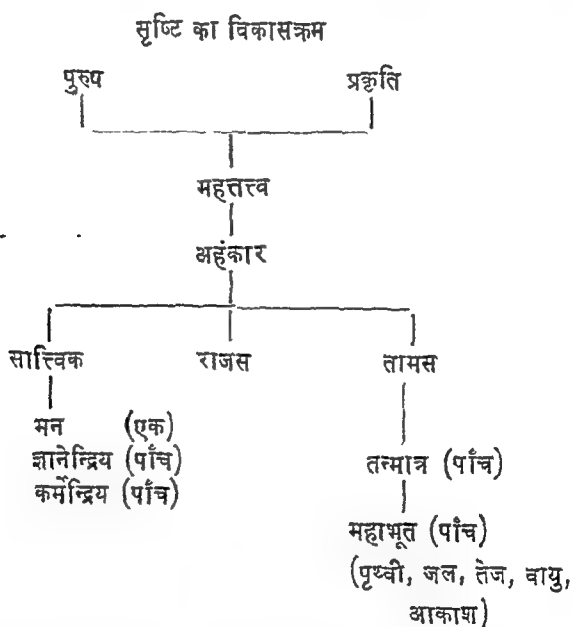 सृष्टि का विकासक्रम
पुरुष प्रकृति
महत्तत्त्व
अहंकार
सात्त्विक राजस तामस
मन (एक)
ज्ञानेन्द्रिय (पाँच) तन्मात्र (पाँच)
कर्मेन्द्रिय (पाँच)
महाभूत (पाँच)
(पृथ्वी, जल, तेज, वायु,
आकाश)